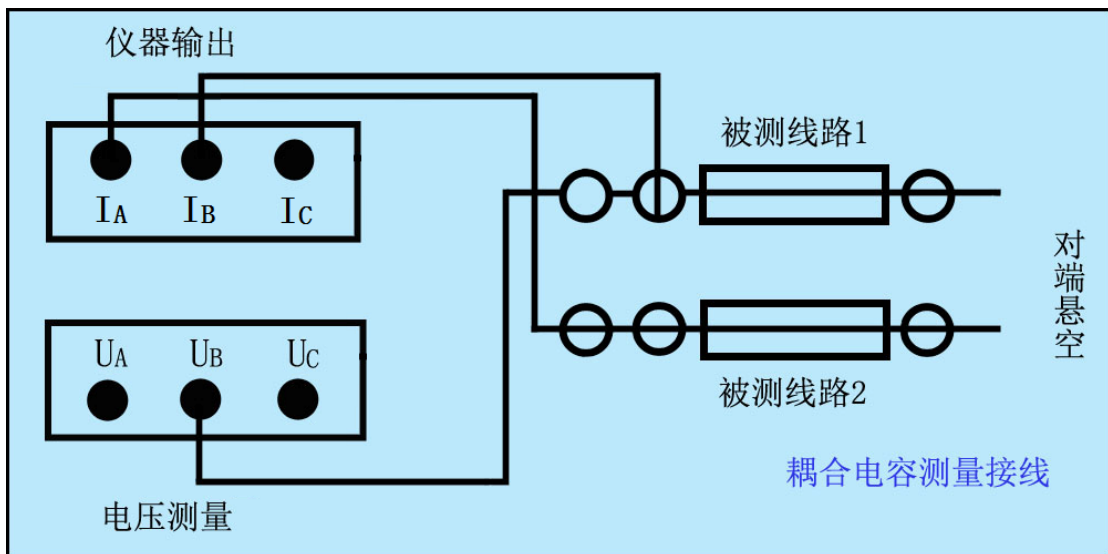 仪器输出
IA IB IC
被测线路1
对端悬空
UA UB UC
被测线路2
耦合电容测量接线
电压测量